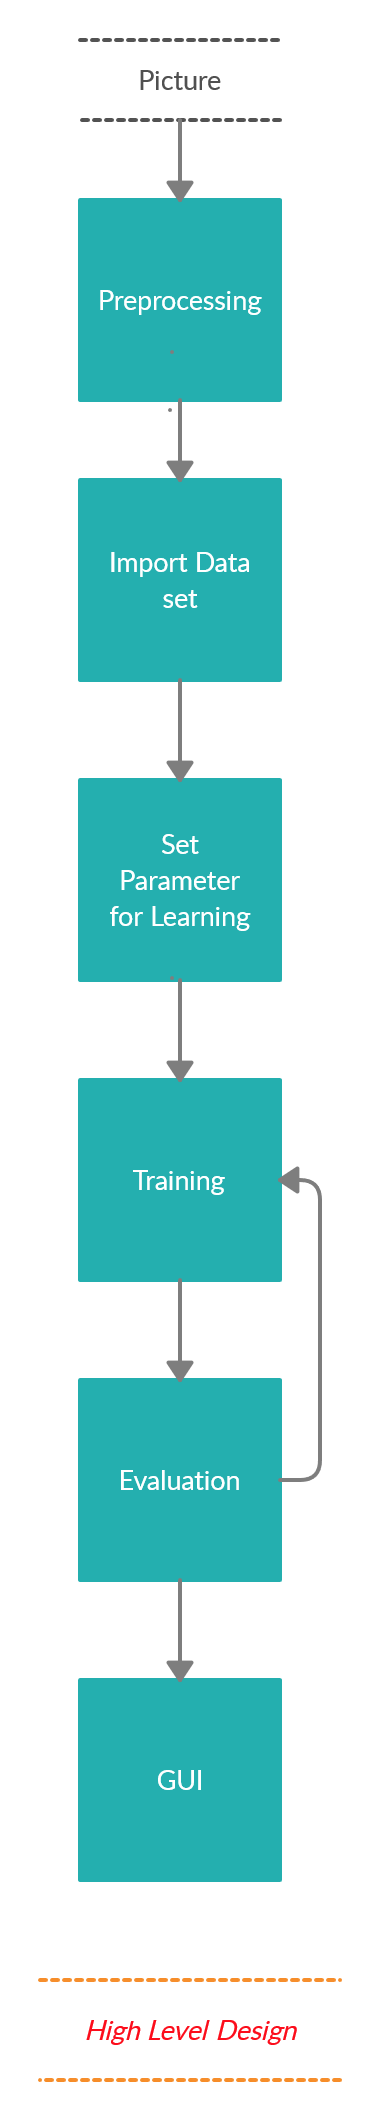 Picture
Preprocessing
Import Data
set
Set
Parameter
for Learning
Training
Evaluation
GUI
High Level Design